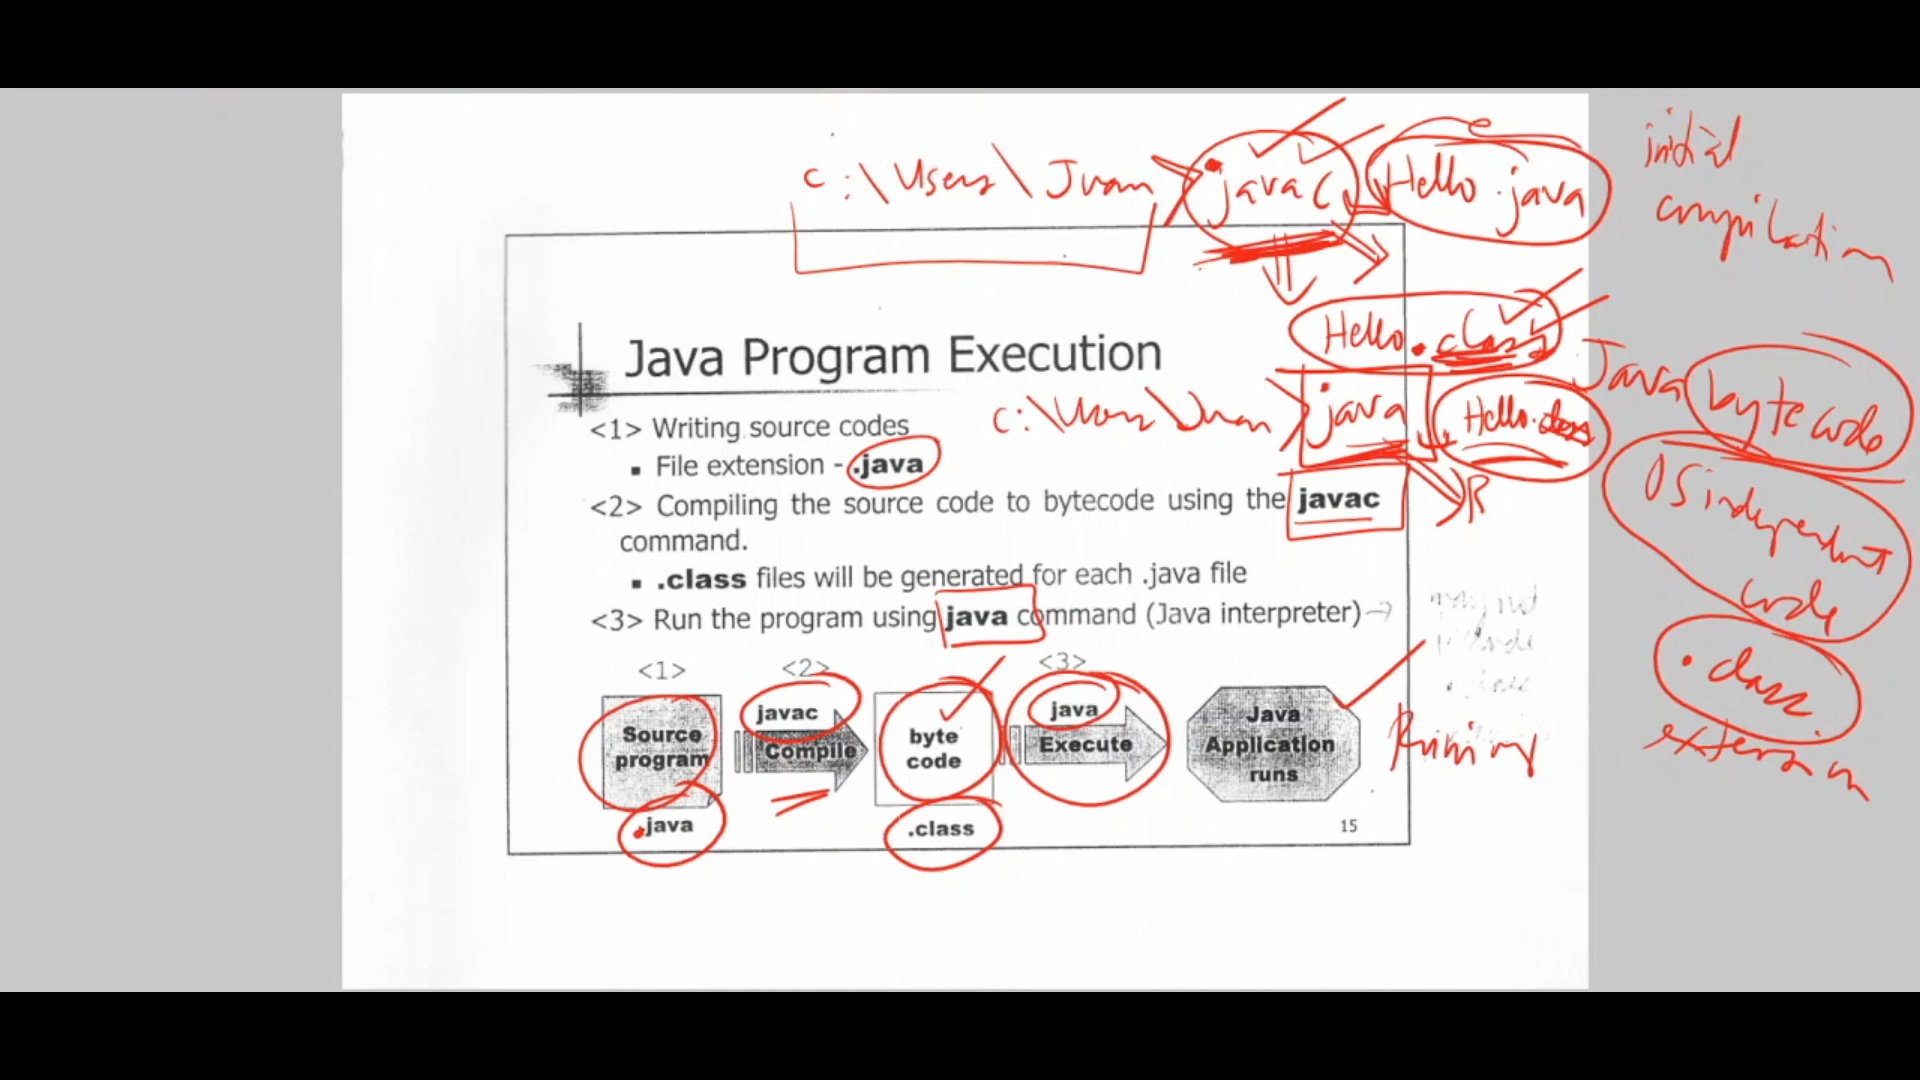 initial
compilation
c:\Users\Juan > javac Hello.java
Hello.class
Java bytecode
c:\Users\Juan > java Hello.class
OS independent
code
.class
extension
Java Program Execution
<1> Writing source codes
▪ File extension - .java
<2> Compiling the source code to bytecode using the javac
command.
▪ .class files will be generated for each .java file
<3> Run the program using java command (Java interpreter)→
R
<1> <2> <3>
Source
program
javac
Compile
byte
code
java
Execute
Java
Application
runs
Running
.java
.class
15